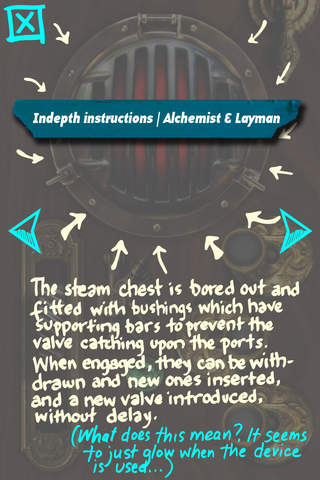 X
Indepth instructions | Alchemist & Layman
The steam chest is bored out and
fitted with bushings which have
supporting bars to prevent the
valve catching upon the ports.
When engaged, they can be with-
drawn and new ones inserted,
and a new valve introduced,
without delay.
(What does this mean? It seems
to just glow when the device
is used...)